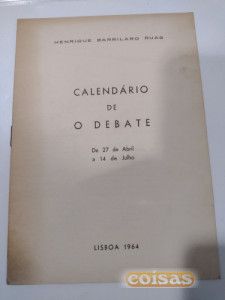 HENRIQUE BARRILARO RUAS
CALENDÁRIO
DE
O DEBATE
De 27 de Abril
a 14 de Julho
LISBOA 1964
coisas